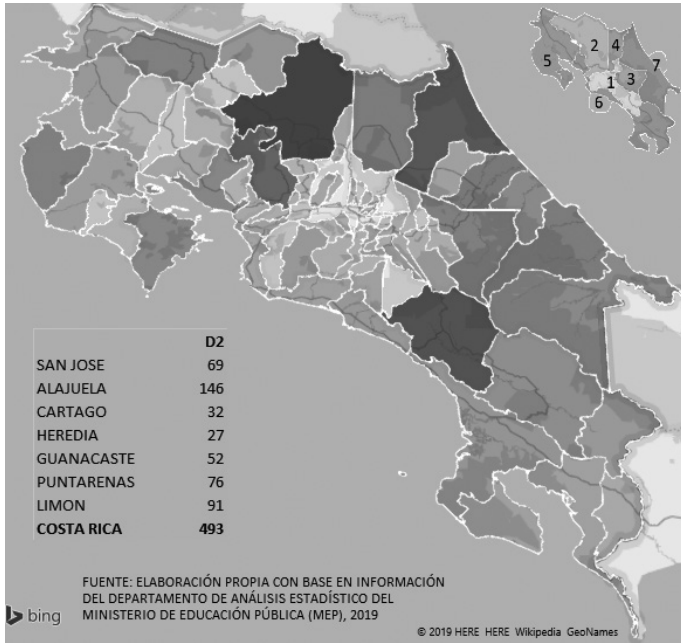 2 4
5 7
1 3
6
D2
SAN JOSE 69
ALAJUELA 146
CARTAGO 32
HEREDIA 27
GUANACASTE 52
PUNTARENAS 76
LIMON 91
COSTA RICA 493
FUENTE: ELABORACIÓN PROPIA CON BASE EN INFORMACIÓN
DEL DEPARTAMENTO DE ANÁLISIS ESTADÍSTICO DEL
MINISTERIO DE EDUCACIÓN PÚBLICA (MEP), 2019
bing
© 2019 HERE HERE Wikipedia GeoNames